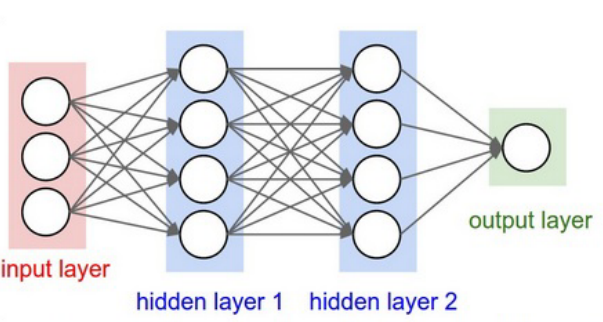 input layer
hidden layer 1
hidden layer 2
output layer